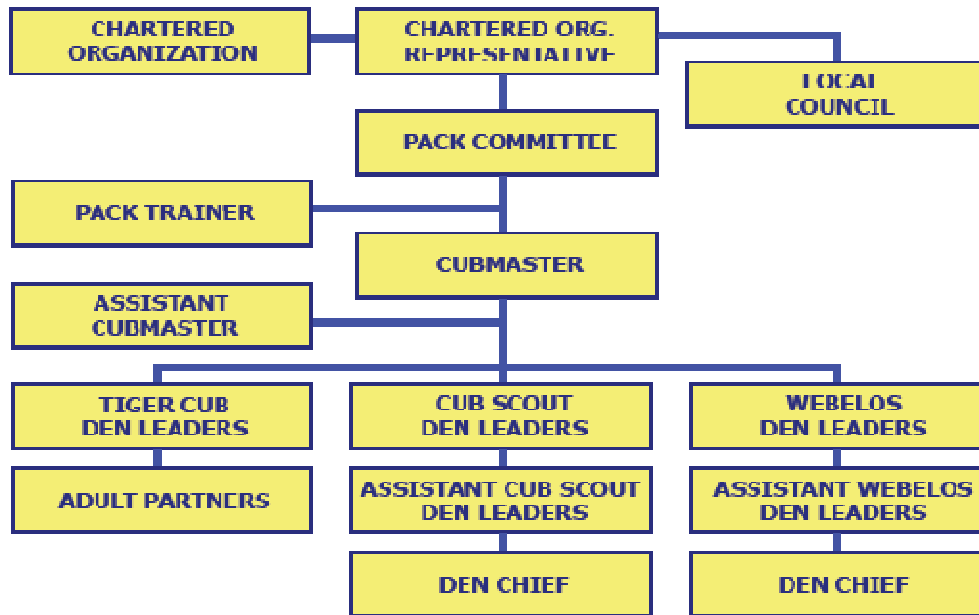 CHARTERED
ORGANIZATION
CHARTERED ORG.
REPRESENTATIVE
LOCAL
COUNCIL
PACK COMMITTEE
PACK TRAINER
CUBMASTER
ASSISTANT
CUBMASTER
TIGER CUB
DEN LEADERS
CUB SCOUT
DEN LEADERS
WEBELOS
DEN LEADERS
ADULT PARTNERS
ASSISTANT CUB SCOUT
DEN LEADERS
ASSISTANT WEBELOS
DEN LEADERS
DEN CHIEF
DEN CHIEF